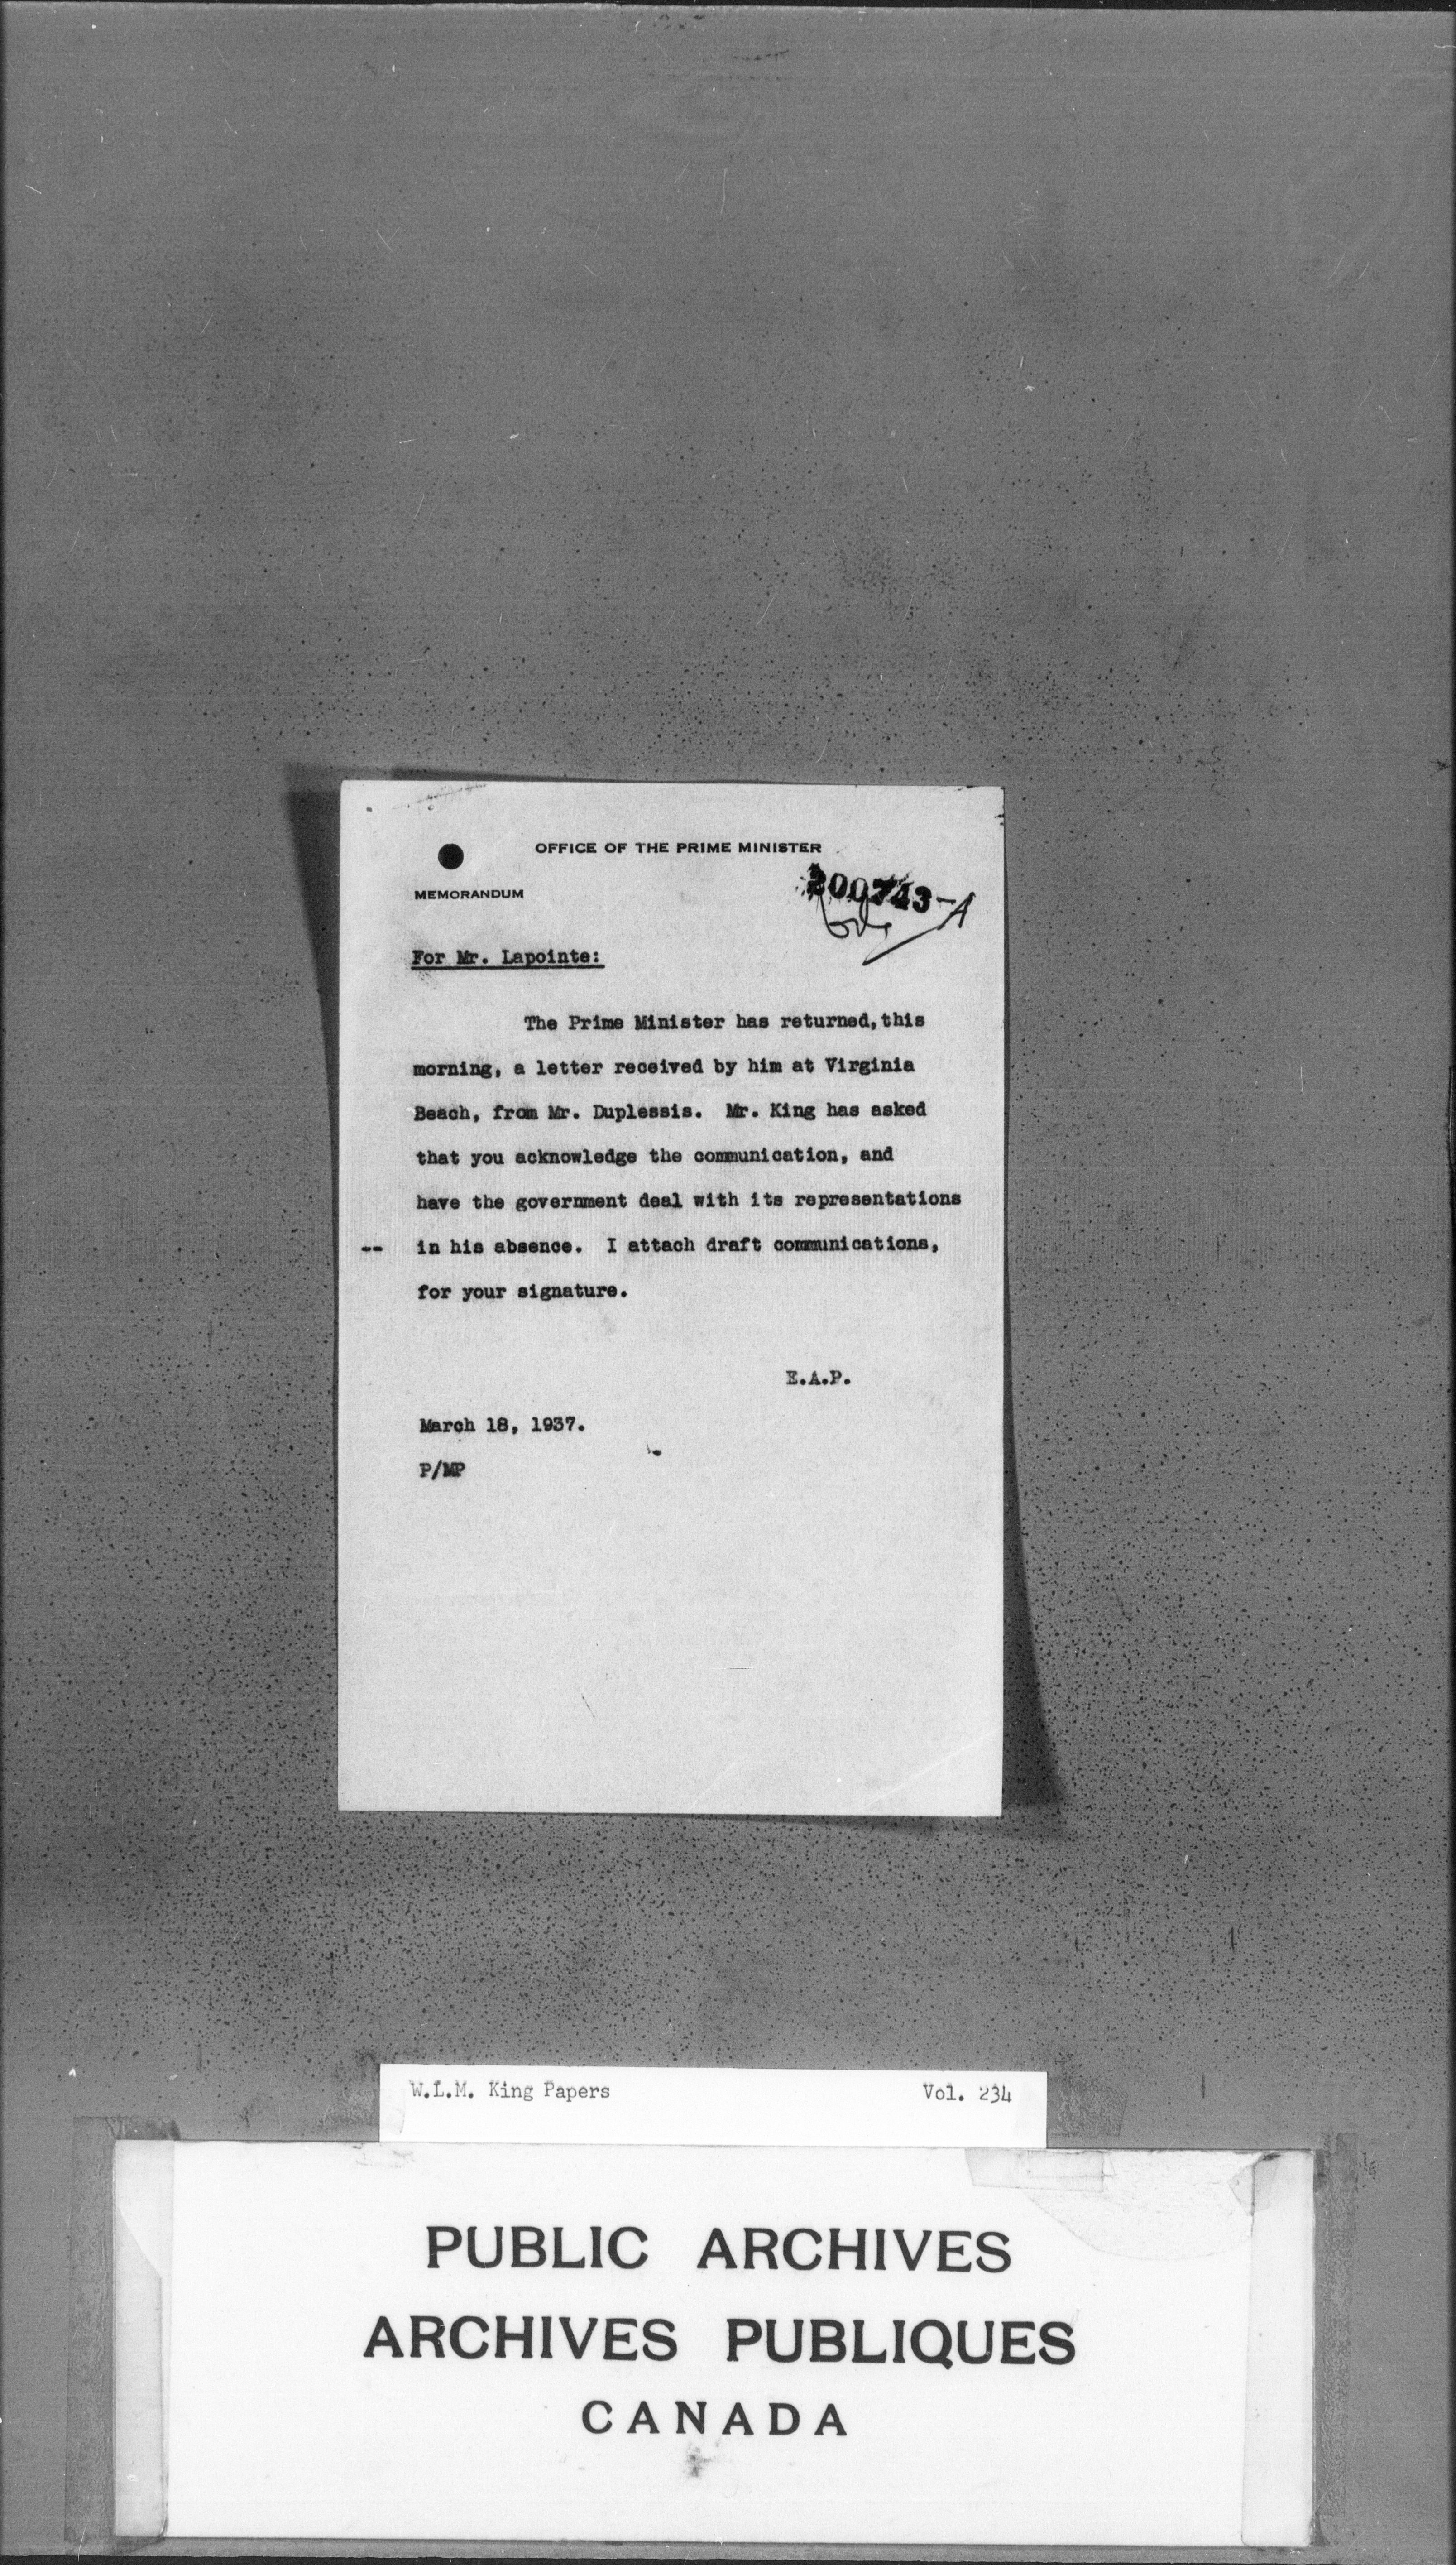 OFFICE OF THE PRIME MINISTER
MEMORANDUM
200743-A
For Mr. Lapointe:
The Prime Minister has returned, this
morning, a letter received by him at Virginia
Beach, from Mr. Duplessis. Mr. King has asked
that you acknowledge the communication, and
have the government deal with its representations
-- in his absence. I attach draft communications,
for your signature.
E.A.P.
March 18, 1937.
P/MP
W.L.M. King Papers Vol. 234
PUBLIC ARCHIVES
ARCHIVES PUBLIQUES
CANADA